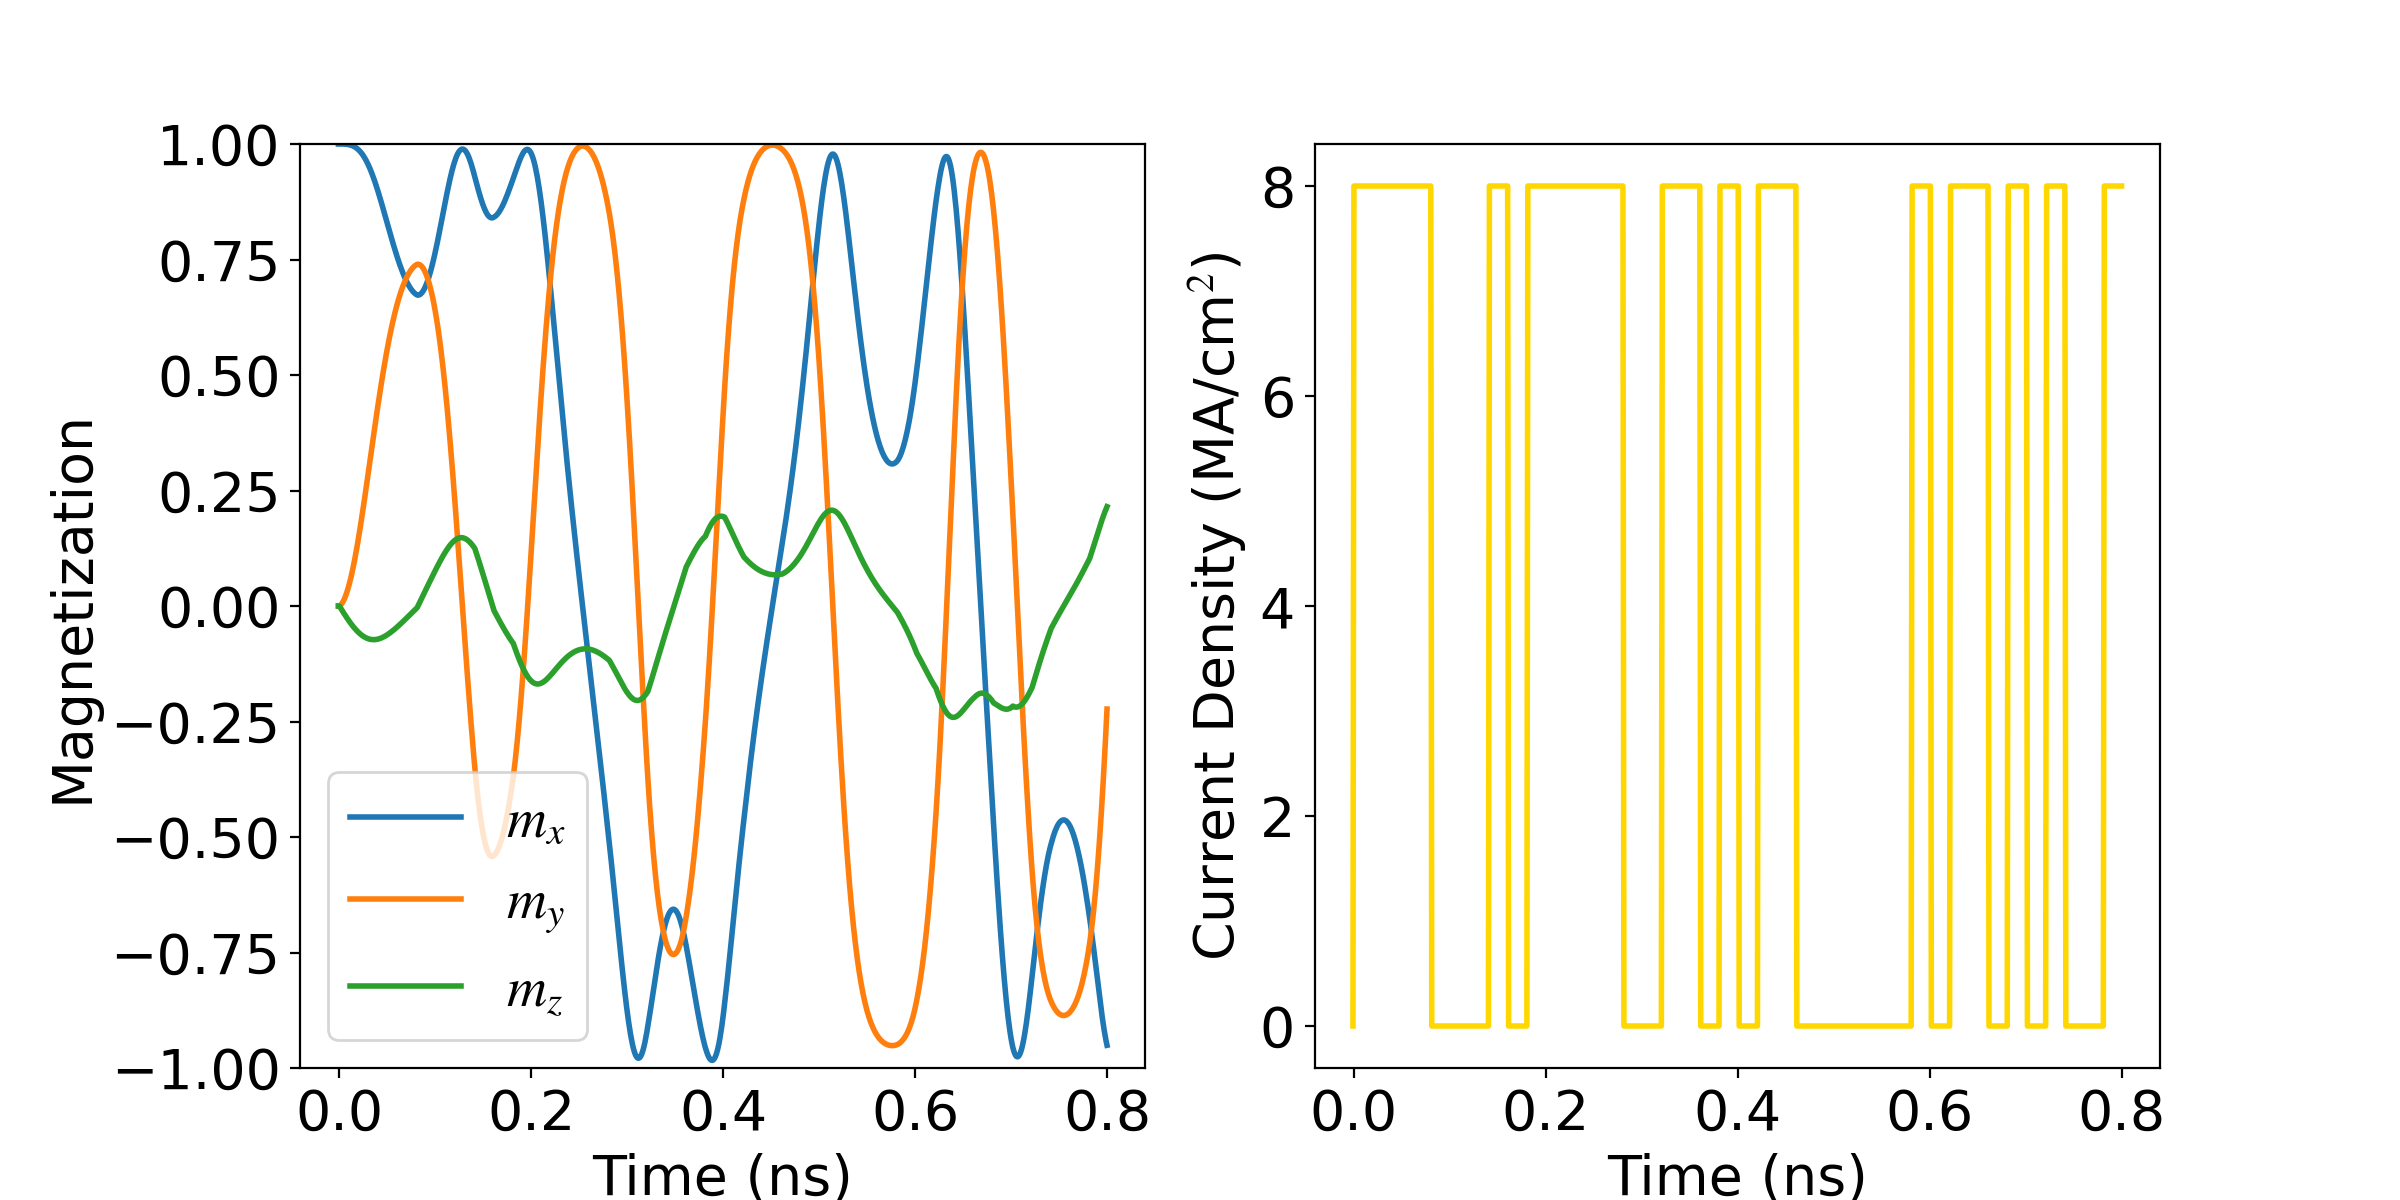 1.00
0.75
0.50
0.25
0.00
−0.25
−0.50
−0.75
−1.00
Magnetization
m_x
m_y
m_z
0.0 0.2 0.4 0.6 0.8
Time (ns)
8
6
4
2
0
Current Density (MA/cm²)
0.0 0.2 0.4 0.6 0.8
Time (ns)